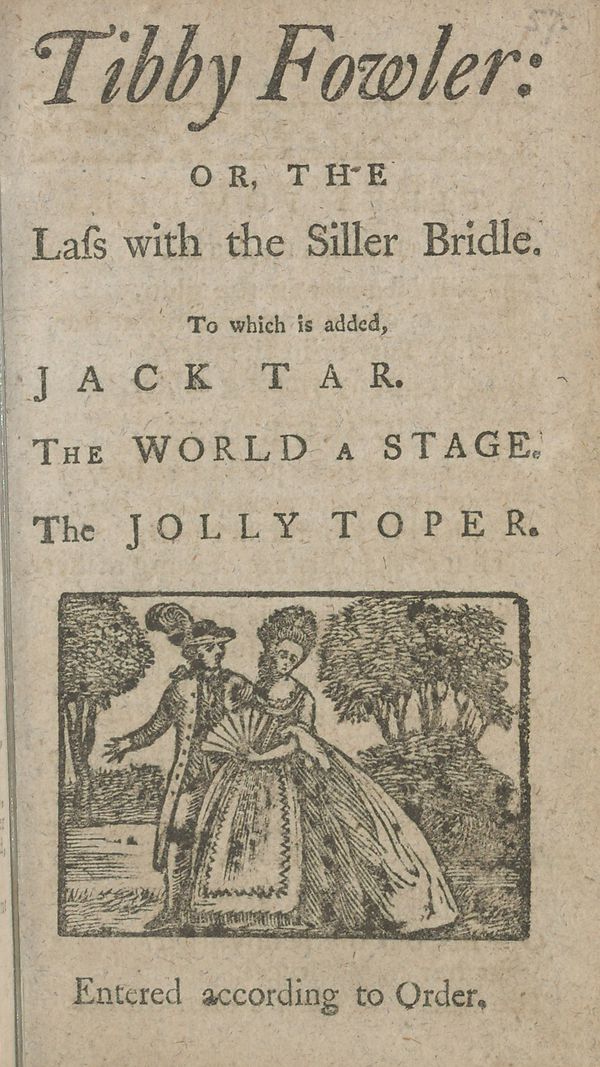 Tibby Fowler:
OR, THE
Laſs with the Siller Bridle.
To which is added,
JACK TAR.
THE WORLD A STAGE.
The JOLLY TOPER.
Entered according to Order.